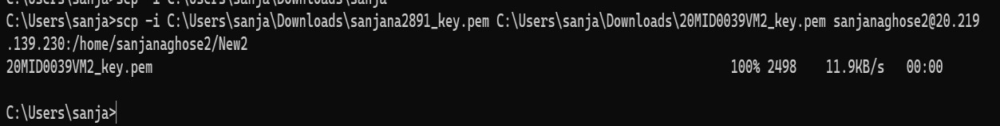 C:\Users\sanja>scp -i C:\Users\sanja\Downloads\sanja
C:\Users\sanja>scp -i C:\Users\sanja\Downloads\sanjana2891_key.pem C:\Users\sanja\Downloads\20MID0039VM2_key.pem sanjanaghose2@20.219
.139.230:/home/sanjanaghose2/New2
20MID0039VM2_key.pem 100% 2498 11.9KB/s 00:00
C:\Users\sanja>